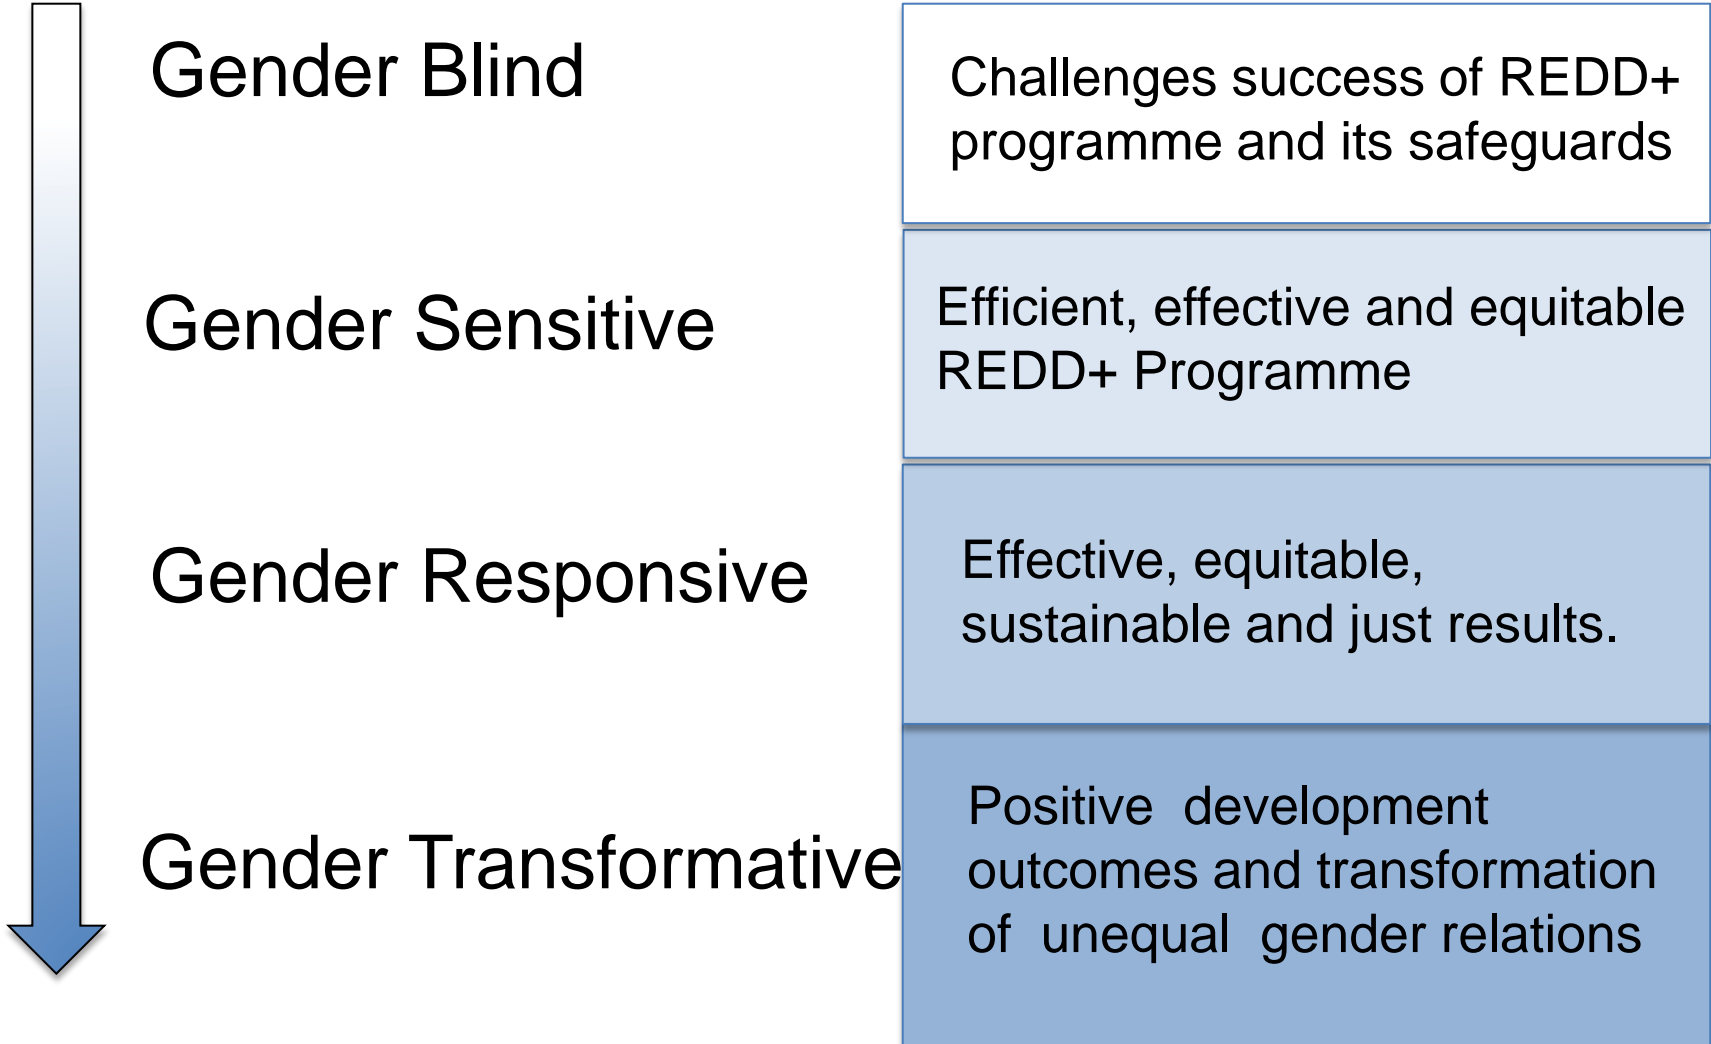 Gender Blind
Challenges success of REDD+
programme and its safeguards
Gender Sensitive
Efficient, effective and equitable
REDD+ Programme
Gender Responsive
Effective, equitable,
sustainable and just results.
Gender Transformative
Positive  development
outcomes and transformation
of  unequal  gender relations